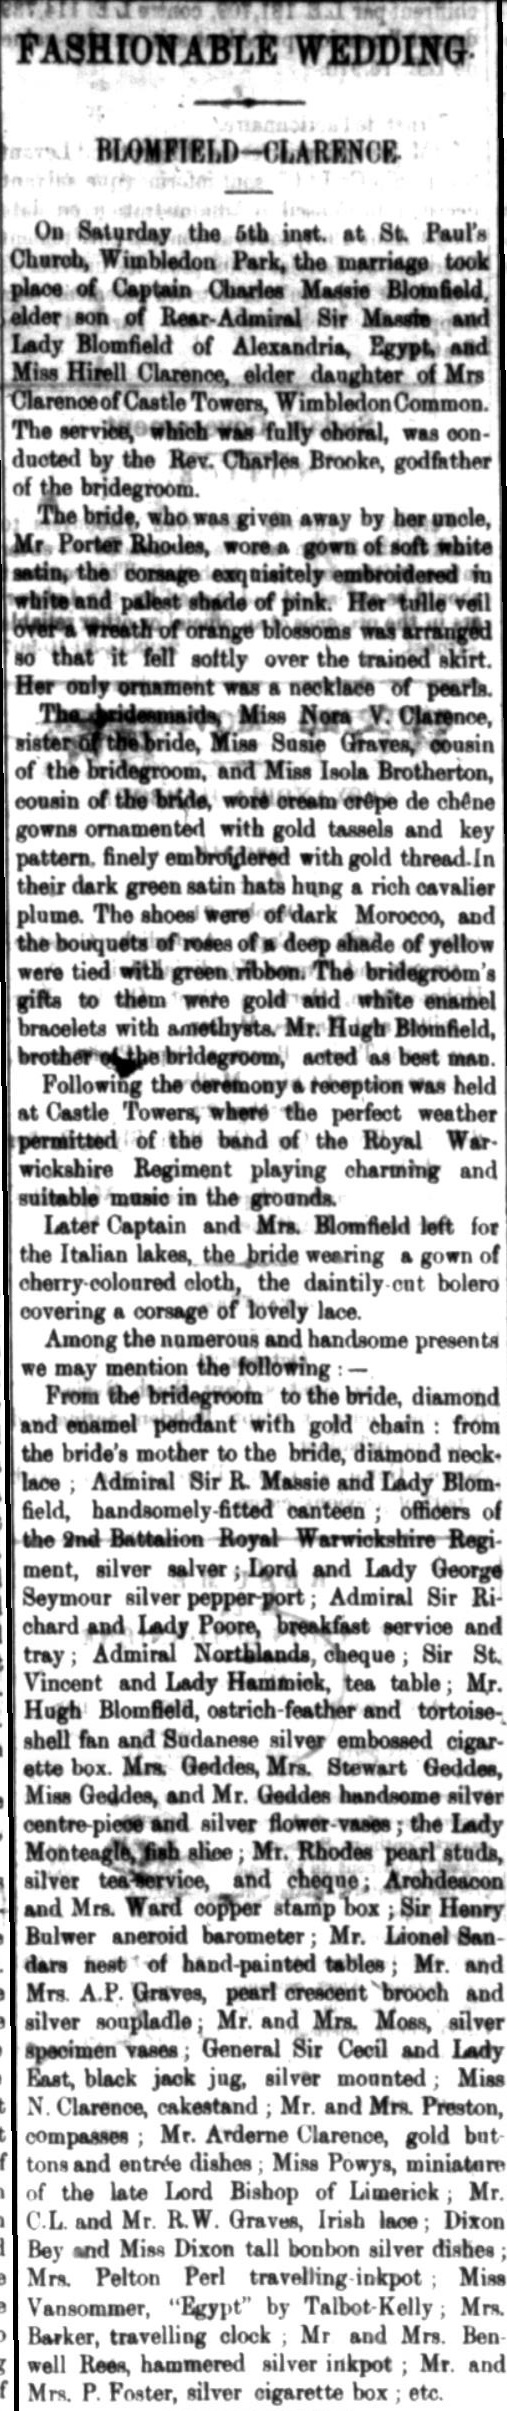 FASHIONABLE WEDDING.
BLOMFIELD—CLARENCE.
On Saturday the 5th inst. at St. Paul's
Church, Wimbledon Park, the marriage took
place of Captain Charles Massie Blomfield,
elder son of Rear-Admiral Sir Massie and
Lady Blomfield of Alexandria, Egypt, and
Miss Hirell Clarence, elder daughter of Mrs
Clarence of Castle Towers, Wimbledon Common.
The service, which was fully choral, was con-
ducted by the Rev. Charles Brooke, godfather
of the bridegroom.
The bride, who was given away by her uncle,
Mr. Porter Rhodes, wore a gown of soft white
satin, the corsage exquisitely embroidered in
white and palest shade of pink. Her tulle veil
over a wreath of orange blossoms was arranged
so that it fell softly over the trained skirt.
Her only ornament was a necklace of pearls.
The bridesmaids, Miss Nora V. Clarence,
sister of the bride, Miss Susie Graves, cousin
of the bridegroom, and Miss Isola Brotherton,
cousin of the bride, wore cream crêpe de chêne
gowns ornamented with gold tassels and key
pattern, finely embroidered with gold thread. In
their dark green satin hats hung a rich cavalier
plume. The shoes were of dark Morocco, and
the bouquets of roses of a deep shade of yellow
were tied with green ribbon. The bridegroom's
gifts to them were gold and white enamel
bracelets with amethysts. Mr. Hugh Blomfield,
brother of the bridegroom, acted as best man.
Following the ceremony a reception was held
at Castle Towers, where the perfect weather
permitted of the band of the Royal War-
wickshire Regiment playing charming and
suitable music in the grounds.
Later Captain and Mrs. Blomfield left for
the Italian lakes, the bride wearing a gown of
cherry-coloured cloth, the daintily-cut bolero
covering a corsage of lovely lace.
Among the numerous and handsome presents
we may mention the following : —
From the bridegroom to the bride, diamond
and enamel pendant with gold chain : from
the bride's mother to the bride, diamond neck-
lace ; Admiral Sir R. Massie and Lady Blom-
field, handsomely-fitted canteen ; officers of
the 2nd Battalion Royal Warwickshire Regi-
ment, silver salver ; Lord and Lady George
Seymour silver pepper-port ; Admiral Sir Ri-
chard and Lady Poore, breakfast service and
tray ; Admiral Northlands, cheque ; Sir St.
Vincent and Lady Hammick, tea table ; Mr.
Hugh Blomfield, ostrich-feather and tortoise-
shell fan and Sudanese silver embossed cigar-
ette box. Mrs. Geddes, Mrs. Stewart Geddes,
Miss Geddes, and Mr. Geddes handsome silver
centre-piece and silver flower-vases ; the Lady
Monteagle, fish slice ; Mr. Rhodes pearl studs,
silver tea-service, and cheque ; Archdeacon
and Mrs. Ward copper stamp box ; Sir Henry
Bulwer aneroid barometer ; Mr. Lionel San-
dars nest of hand-painted tables ; Mr. and
Mrs. A.P. Graves, pearl crescent brooch and
silver soupladle ; Mr. and Mrs. Moss, silver
specimen vases ; General Sir Cecil and Lady
East, black jack jug, silver mounted ; Miss
N. Clarence, cakestand ; Mr. and Mrs. Preston,
compasses ; Mr. Arderne Clarence, gold but-
tons and entrée dishes ; Miss Powys, miniature
of the late Lord Bishop of Limerick ; Mr.
C.L. and Mr. R.W. Graves, Irish lace ; Dixon
Bey and Miss Dixon tall bonbon silver dishes ;
Mrs. Pelton Perl travelling-inkpot ; Miss
Vansommer, "Egypt" by Talbot-Kelly ; Mrs.
Barker, travelling clock ; Mr and Mrs. Ben-
well Rees, hammered silver inkpot ; Mr. and
Mrs. P. Foster, silver cigarette box ; etc.